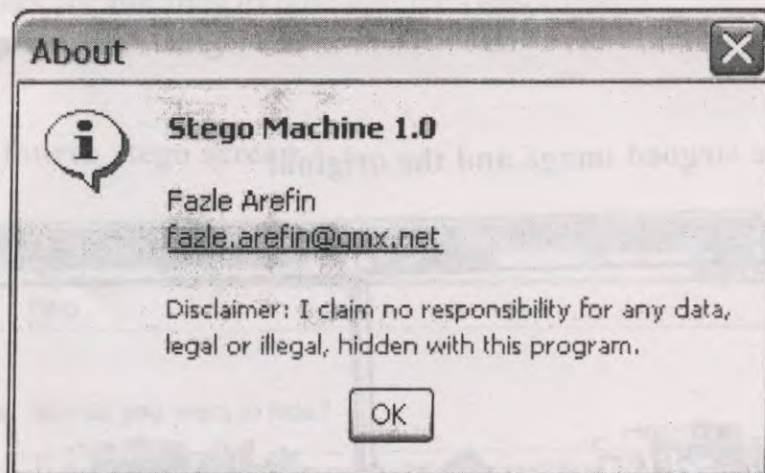 About
Stego Machine 1.0
Fazle Arefin
fazle.arefin@gmx.net
Disclaimer: I claim no responsibility for any data,
legal or illegal, hidden with this program.
OK